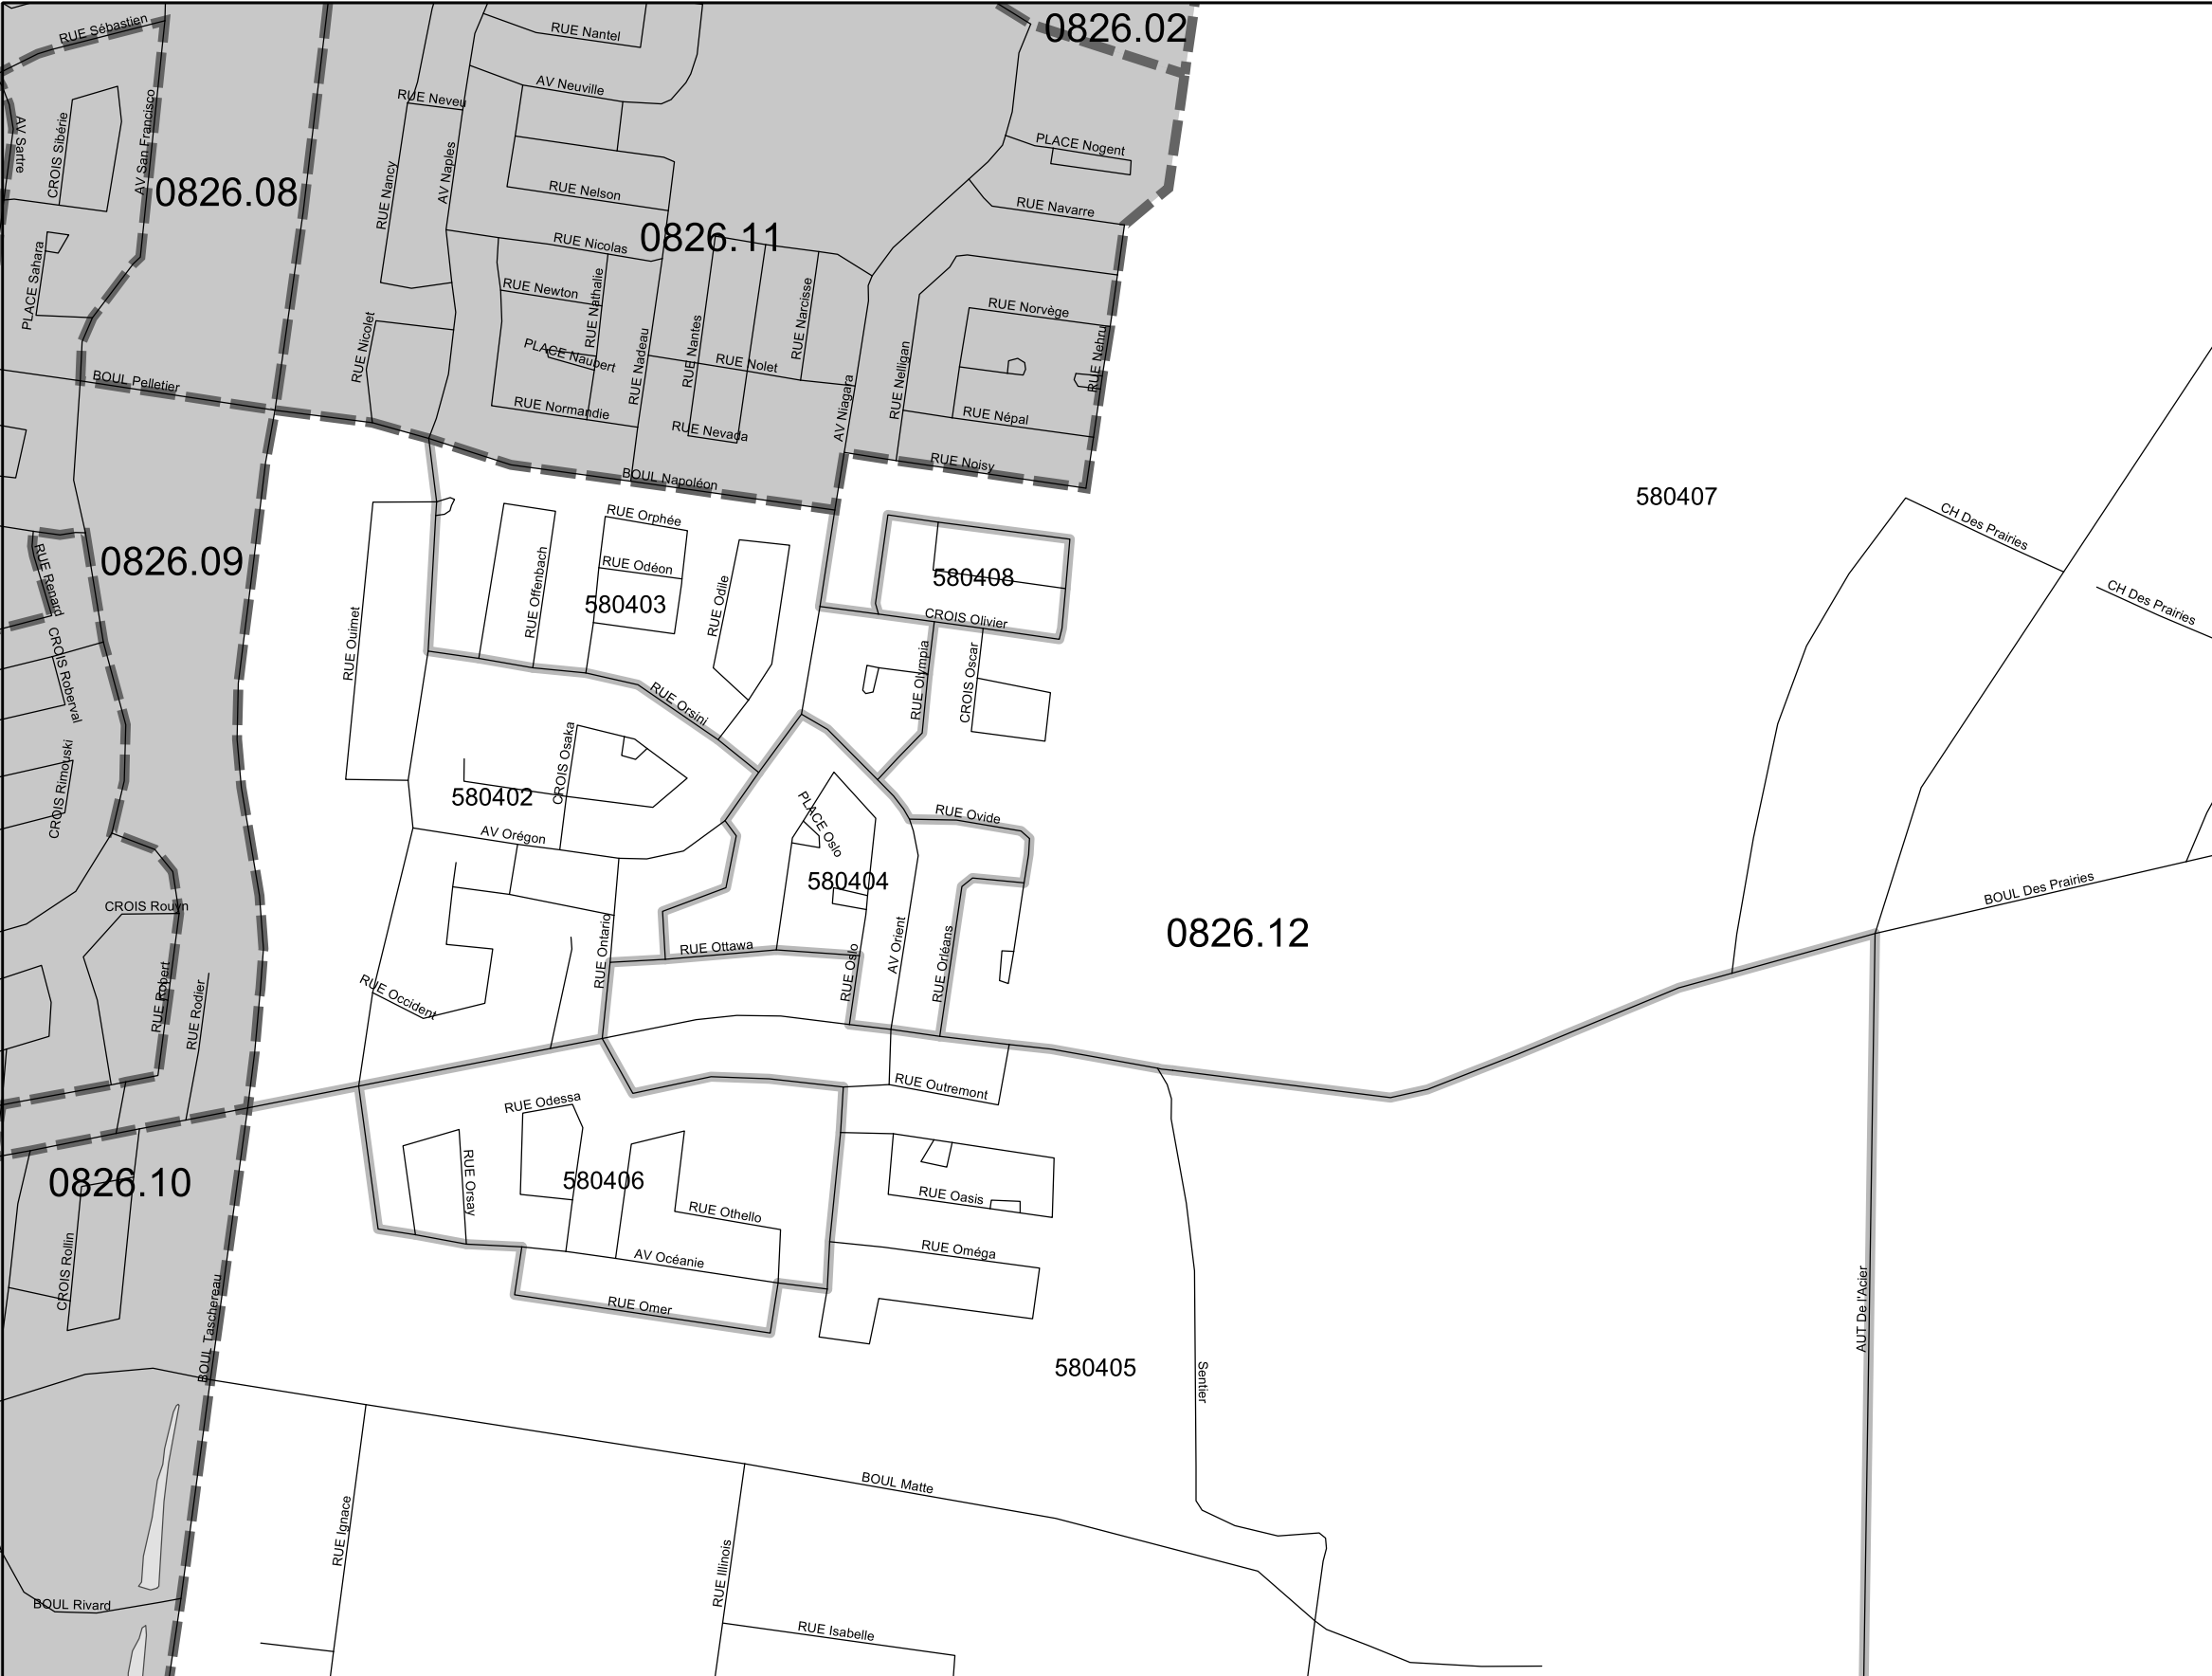 0826.02
RUE Sébastien
RUE Nantel
AV Neuville
RUE Neveu
AV Sartre
CROIS Sibérie
AV San Francisco
PLACE Nogent
0826.08
RUE Nancy
AV Naples
RUE Nelson
RUE Navarre
0826.11
RUE Nicolas
PLACE Sahara
RUE Newton
RUE Nathalie
RUE Narcisse
RUE Norvège
RUE Nicolet
PLACE Naubert
RUE Nadeau
RUE Nantes
RUE Nolet
RUE Nelligan
RUE Nehru
BOUL Pelletier
RUE Normandie
RUE Nevada
AV Niagara
RUE Népal
BOUL Napoléon
RUE Noisy
580407
CH Des Prairies
RUE Orphée
RUE Odéon
0826.09
RUE Renard
RUE Offenbach
580403
RUE Odile
580408
CROIS Olivier
CH Des Prairies
RUE Ouimet
CROIS Roberval
RUE Orsini
RUE Olympia
CROIS Oscar
CROIS Rimouski
CROIS Osaka
580402
AV Orégon
PLACE Oslo
RUE Ovide
580404
BOUL Des Prairies
CROIS Rouyn
RUE Ontario
RUE Ottawa
RUE Oslo
AV Orient
RUE Orléans
0826.12
RUE Robert
RUE Rodier
RUE Occident
RUE Outremont
RUE Odessa
0826.10
RUE Orsay
580406
RUE Othello
RUE Oasis
CROIS Rollin
AV Océanie
RUE Oméga
RUE Omer
BOUL Taschereau
580405
Sentier
AUT De l'Acier
BOUL Matte
RUE Ignace
RUE Illinois
BOUL Rivard
RUE Isabelle